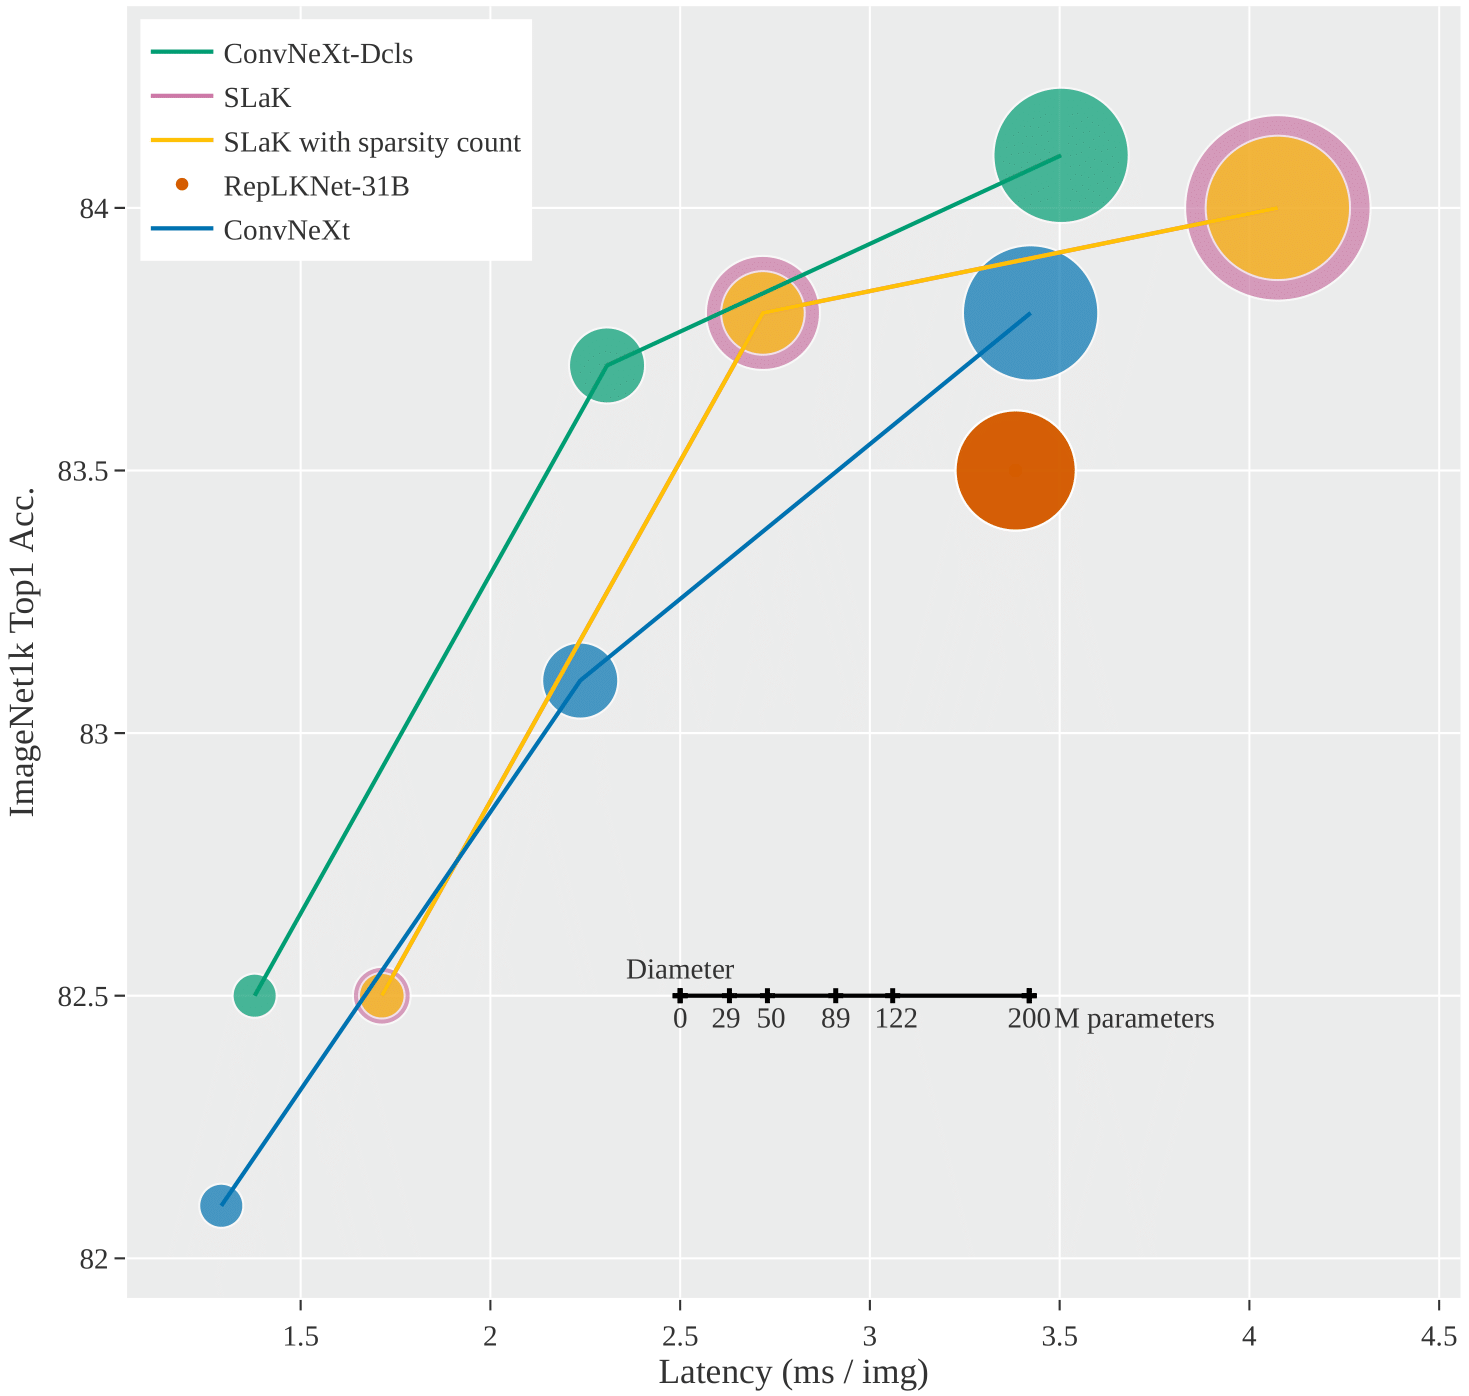 ConvNeXt-Dcls
SLaK
SLaK with sparsity count
RepLKNet-31B
ConvNeXt
84
83.5
83
82.5
82
ImageNet1k Top1 Acc.
Diameter
0 29 50 89 122 200 M parameters
1.5 2 2.5 3 3.5 4 4.5
Latency (ms / img)